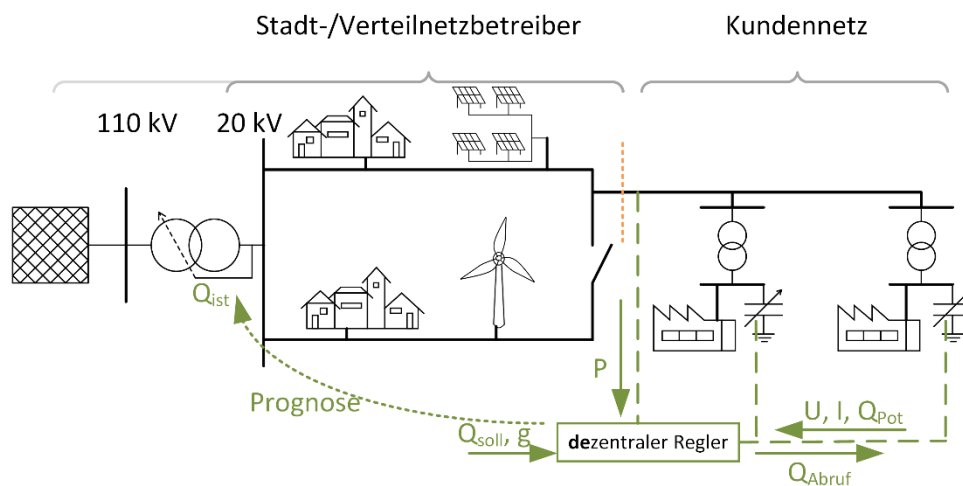 Stadt-/Verteilnetzbetreiber
Kundennetz
110 kV
20 kV
Qist
P
Prognose
Qsoll, g
dezentraler Regler
U, I, QPot
QAbruf